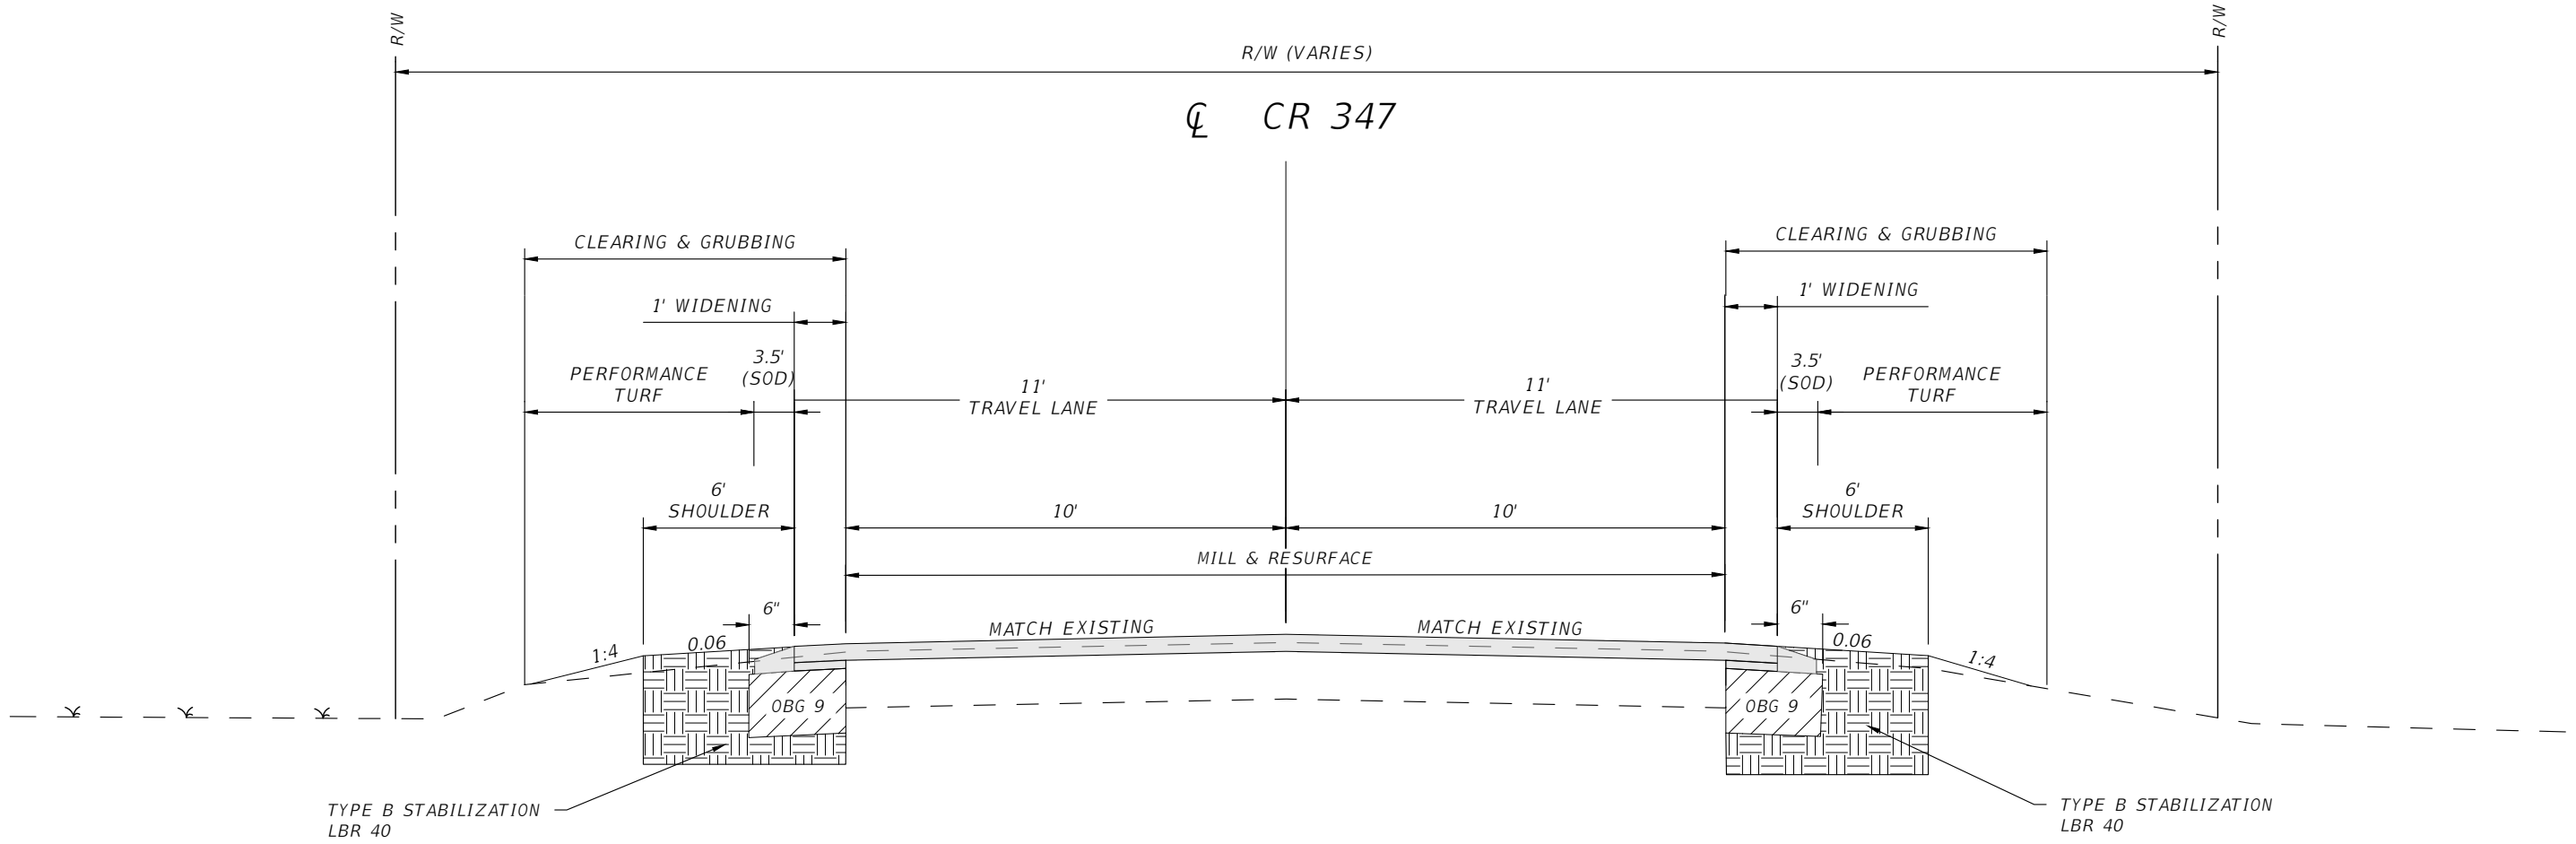 R/W
R/W
R/W (VARIES)
℄ CR 347
CLEARING & GRUBBING
CLEARING & GRUBBING
1' WIDENING
1' WIDENING
3.5'
(SOD)
PERFORMANCE
TURF
11'
TRAVEL LANE
11'
TRAVEL LANE
3.5'
(SOD)
PERFORMANCE
TURF
6'
SHOULDER
10'
10'
6'
SHOULDER
MILL & RESURFACE
6"
6"
MATCH EXISTING
MATCH EXISTING
1:4
0.06
0.06
1:4
OBG 9
OBG 9
TYPE B STABILIZATION
LBR 40
TYPE B STABILIZATION
LBR 40